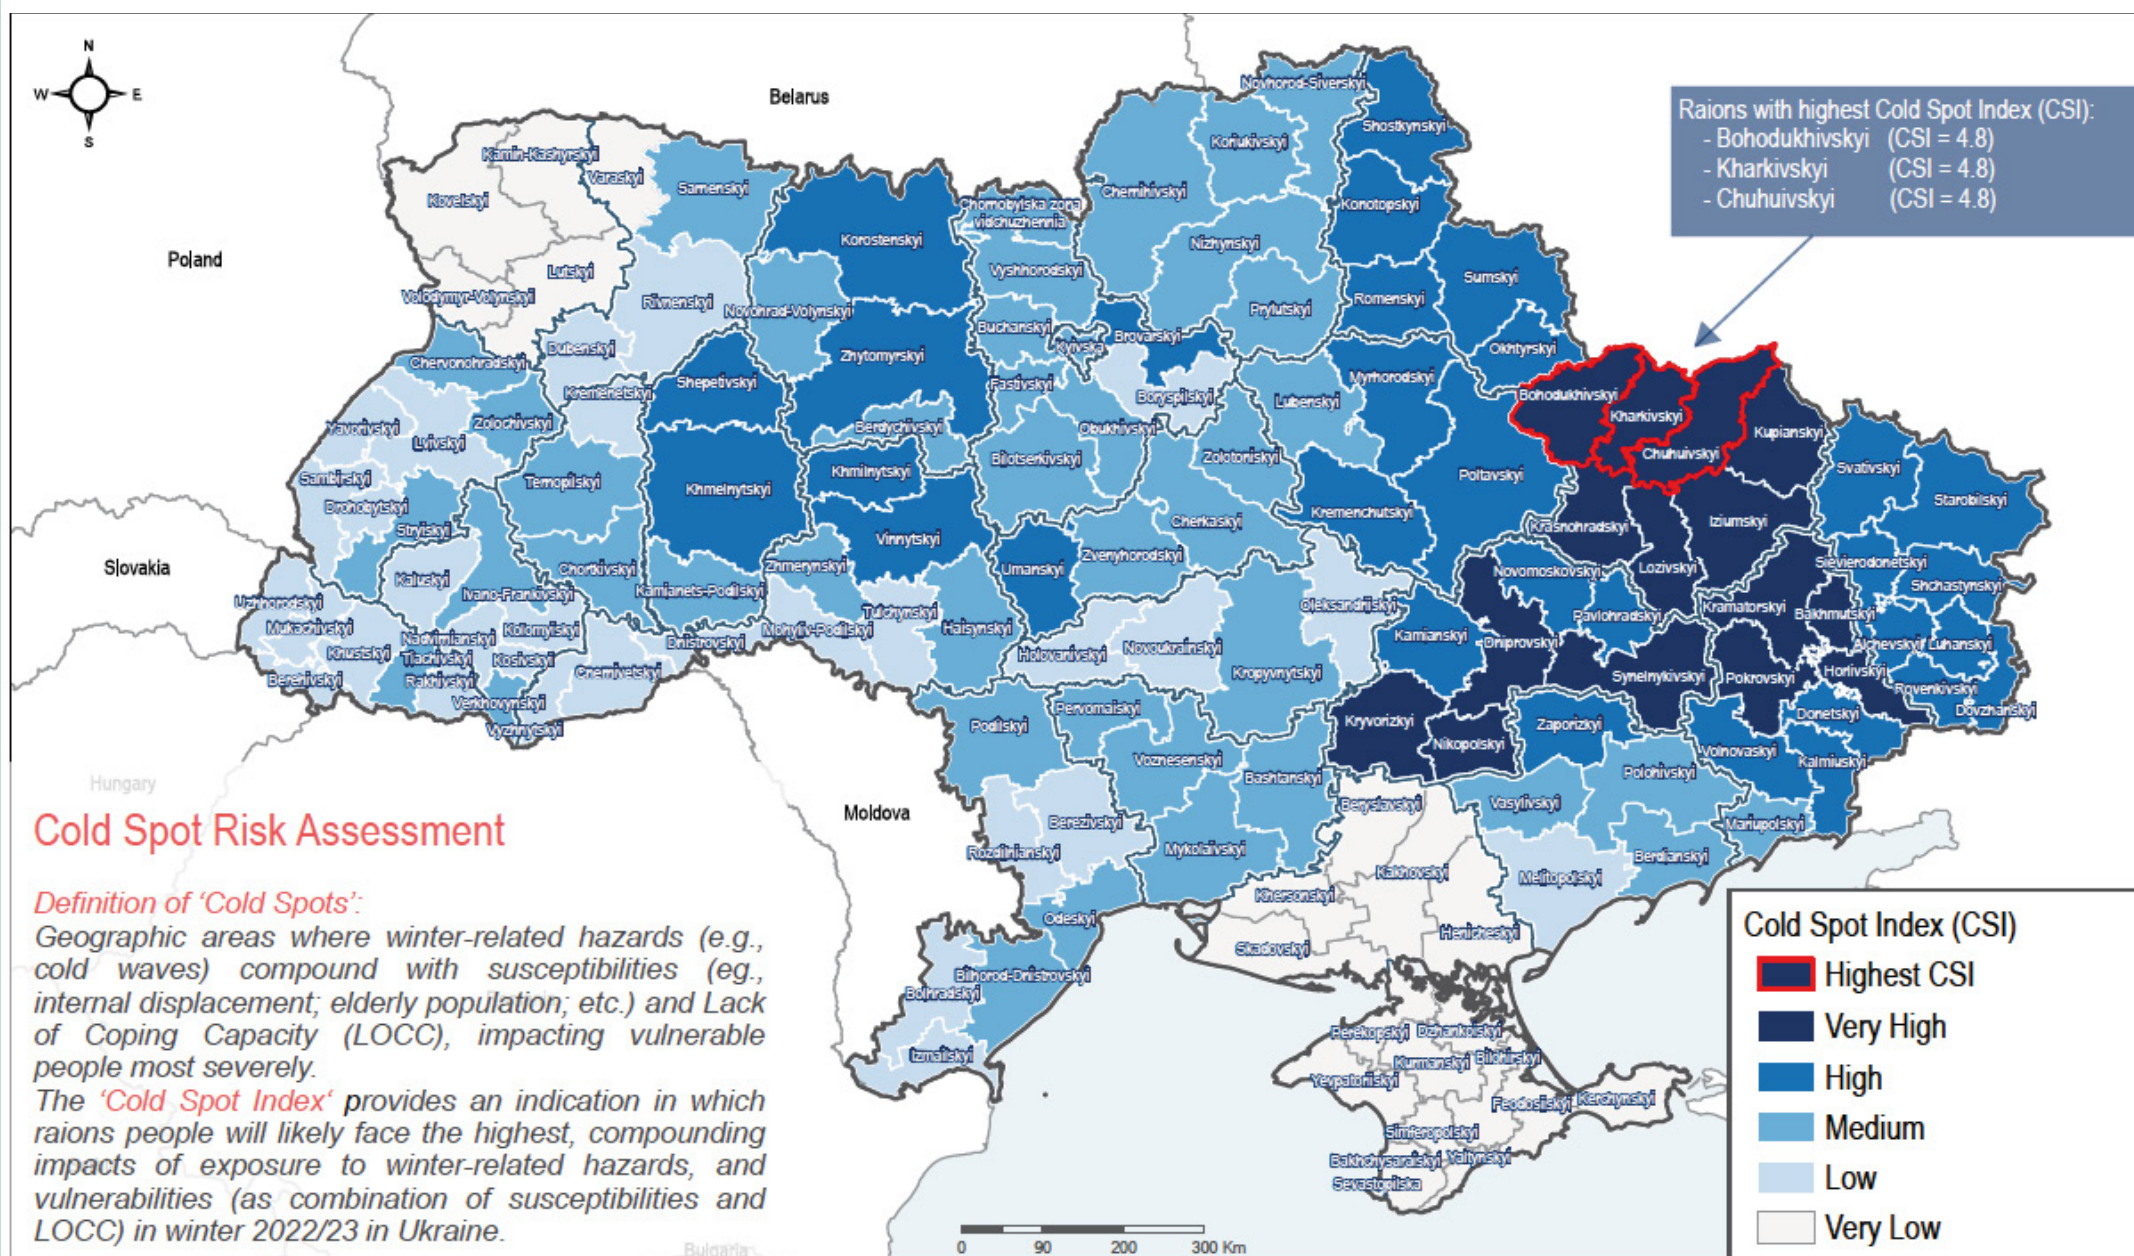 N
W E
S
Belarus
Poland
Slovakia
Hungary
Moldova
Bulgaria
Raions with highest Cold Spot Index (CSI):
- Bohodukhivskyi (CSI = 4.8)
- Kharkivskyi (CSI = 4.8)
- Chuhuivskyi (CSI = 4.8)
Novhorod-Siverskyi
Shostkynskyi
Koriukivskyi
Kamin-Kashyrskyi
Varaskyi
Sarnenskyi
Chernihivskyi
Kovelskyi
Chornobylska zona
vidchuzhennia
Konotopskyi
Korostenskyi
Nizhynskyi
Lutskyi
Vyshhorodskyi
Sumskyi
Volodymyr-Volynskyi
Rivnenskyi
Novohrad-Volynskyi
Prylutskyi
Romenskyi
Buchanskyi
Brovarskyi
Kyivska
Dubenskyi
Zhytomyrskyi
Okhtyrskyi
Chervonohradskyi
Shepetivskyi
Fastivskyi
Myrhorodskyi
Kremenetskyi
Boryspilskyi
Lubenskyi
Bohodukhivskyi
Kharkivskyi
Yavorivskyi
Zolochivskyi
Berdychivskyi
Obukhivskyi
Kupianskyi
Lvivskyi
Bilotserkivskyi
Zolotoniskyi
Chuhuivskyi
Sambirskyi
Ternopilskyi
Khmelnytskyi
Khmilnytskyi
Poltavskyi
Svativskyi
Starobilskyi
Drohobytskyi
Stryiskyi
Vinnytskyi
Cherkaskyi
Kremenchutskyi
Krasnohradskyi
Iziumskyi
Zvenyhorodskyi
Umanskyi
Zhmerynskyi
Chortkivskyi
Kaluskyi
Ivano-Frankivskyi
Kamianets-Podilskyi
Novomoskovskyi
Lozivskyi
Sievierodonetskyi
Shchastynskyi
Uzhhorodskyi
Mukachivskyi
Kolomyiskyi
Nadvirnianskyi
Dnistrovskyi
Mohyliv-Podilskyi
Tulchynskyi
Haisynskyi
Oleksandriiskyi
Pavlohradskyi
Kramatorskyi
Bakhmutskyi
Kamianskyi
Dniprovskyi
Alchevskyi
Luhanskyi
Khustskyi
Tiachivskyi
Kosivskyi
Chernivetskyi
Holovanivskyi
Novoukrainskyi
Kropyvnytskyi
Synelnykivskyi
Pokrovskyi
Horlivskyi
Rovenkivskyi
Berehivskyi
Rakhivskyi
Verkhovynskyi
Vyzhnytskyi
Dovzhanskyi
Podilskyi
Pervomaiskyi
Kryvorizkyi
Nikopolskyi
Zaporizkyi
Donetskyi
Volnovaskyi
Kalmiuskyi
Voznesenskyi
Bashtanskyi
Polohivskyi
Vasylivskyi
Beryslavskyi
Berezivskyi
Rozdilnianskyi
Mykolaivskyi
Mariupolskyi
Berdianskyi
Melitopolskyi
Kakhovskyi
Khersonskyi
Odeskyi
Henicheskyi
Skadovskyi
Bilhorod-Dnistrovskyi
Bolhradskyi
Izmailskyi
Perekopskyi
Dzhankoiskyi
Kurmanskyi
Bilohirskyi
Yevpatoriiskyi
Feodosiiskyi
Kerchynskyi
Simferopolskyi
Bakhchysaraiskyi
Yaltynskyi
Sevastopilska
Cold Spot Risk Assessment
Definition of ‘Cold Spots’:
Geographic areas where winter-related hazards (e.g.,
cold waves) compound with susceptibilities (eg.,
internal displacement; elderly population; etc.) and Lack
of Coping Capacity (LOCC), impacting vulnerable
people most severely.
The ‘Cold Spot Index‘ provides an indication in which
raions people will likely face the highest, compounding
impacts of exposure to winter-related hazards, and
vulnerabilities (as combination of susceptibilities and
LOCC) in winter 2022/23 in Ukraine.
0 90 200 300 Km
Cold Spot Index (CSI)
Highest CSI
Very High
High
Medium
Low
Very Low